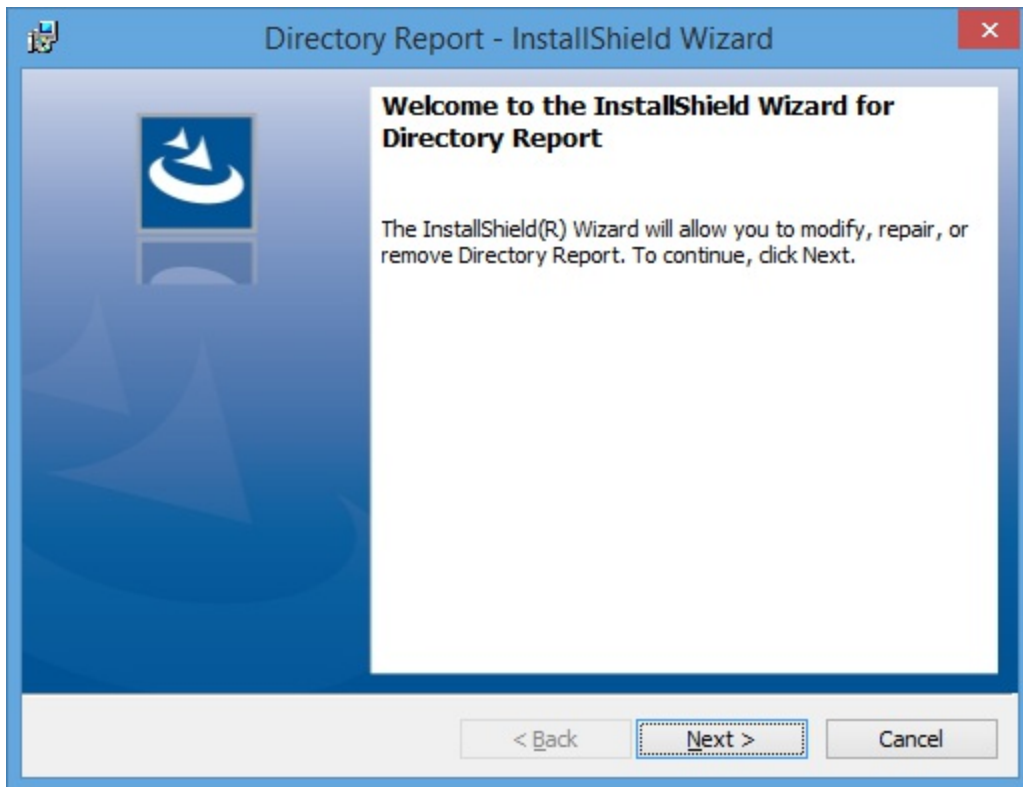 Directory Report - InstallShield Wizard
Welcome to the InstallShield Wizard for
Directory Report
The InstallShield(R) Wizard will allow you to modify, repair, or
remove Directory Report. To continue, click Next.
< Back
Next >
Cancel